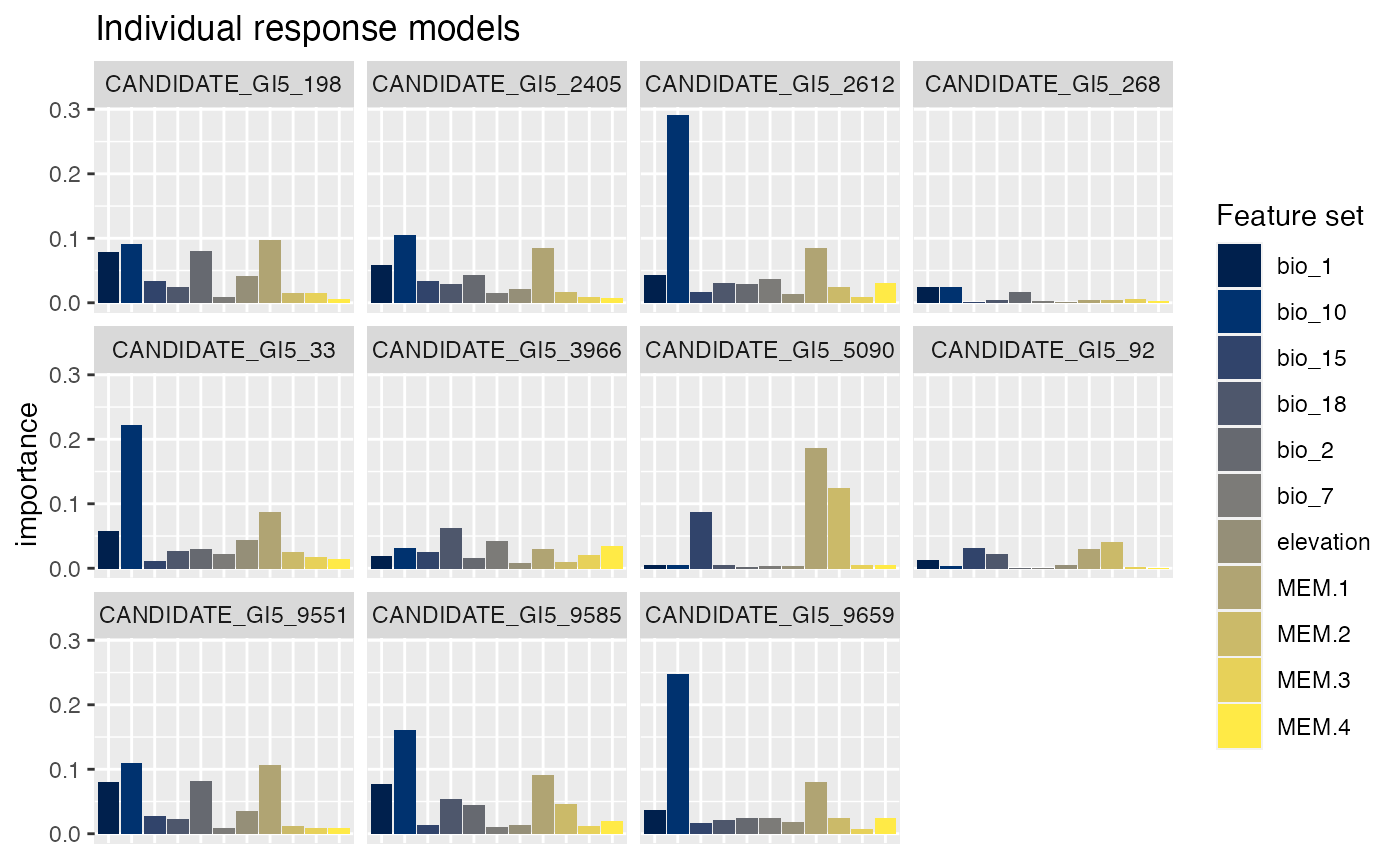 Individual response models
CANDIDATE_GI5_198 CANDIDATE_GI5_2405 CANDIDATE_GI5_2612 CANDIDATE_GI5_268
0.3
0.2
0.1
0.0
CANDIDATE_GI5_33 CANDIDATE_GI5_3966 CANDIDATE_GI5_5090 CANDIDATE_GI5_92
0.3
0.2
0.1
0.0
CANDIDATE_GI5_9551 CANDIDATE_GI5_9585 CANDIDATE_GI5_9659
0.3
0.2
0.1
0.0
importance
Feature set
bio_1
bio_10
bio_15
bio_18
bio_2
bio_7
elevation
MEM.1
MEM.2
MEM.3
MEM.4